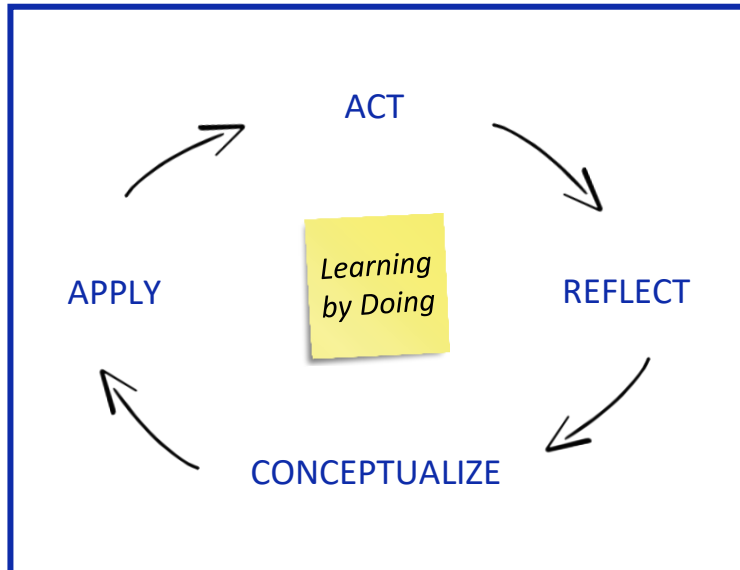 ACT
REFLECT
CONCEPTUALIZE
APPLY
Learning
by Doing